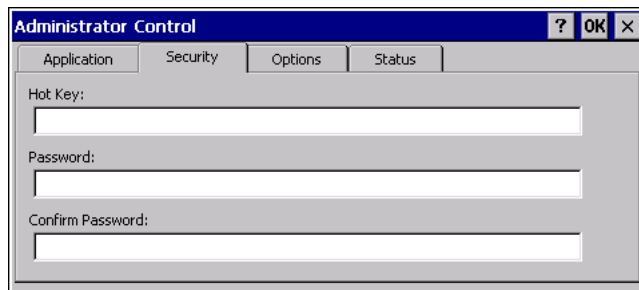 Administrator Control ? OK ×
Application Security Options Status
Hot Key:
Password:
Confirm Password: